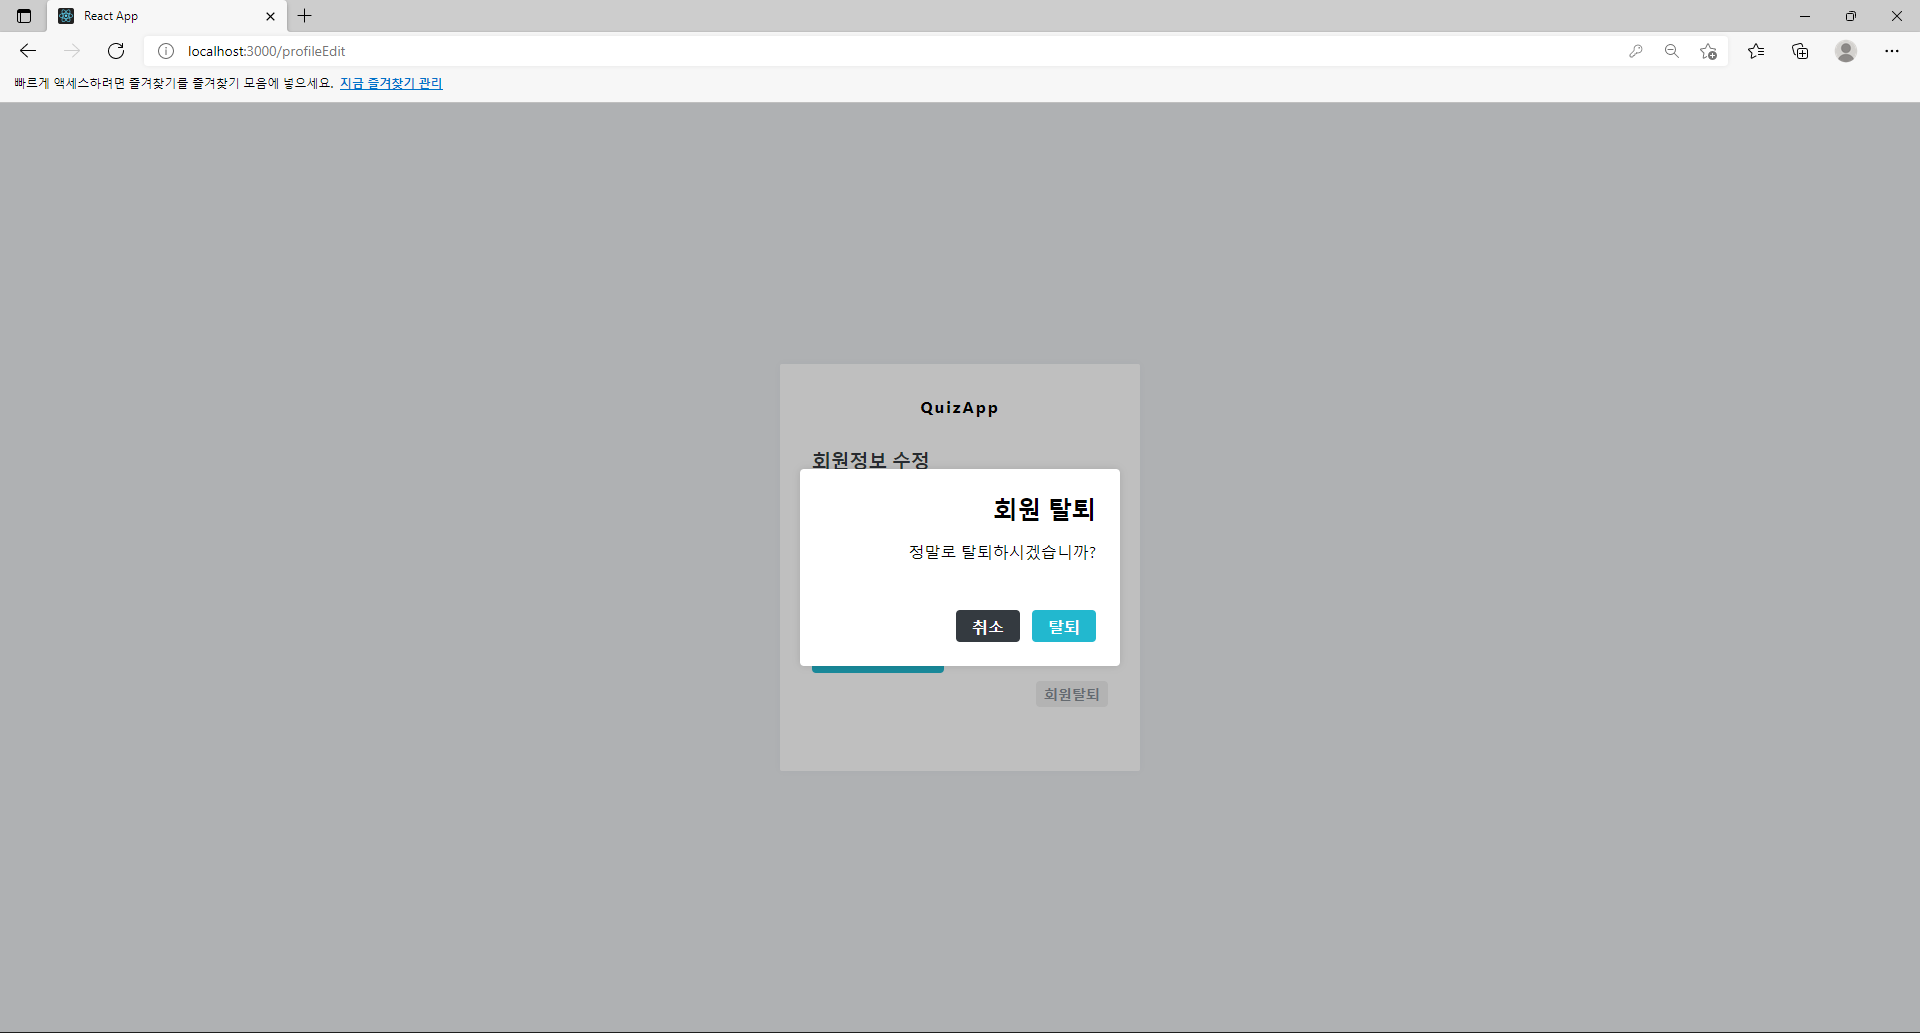 React App
localhost:3000/profileEdit
빠르게 액세스하려면 즐겨찾기를 즐겨찾기 모음에 넣으세요. 지금 즐겨찾기 관리
QuizApp
회원정보 수정
회원 탈퇴
정말로 탈퇴하시겠습니까?
취소 탈퇴
회원탈퇴